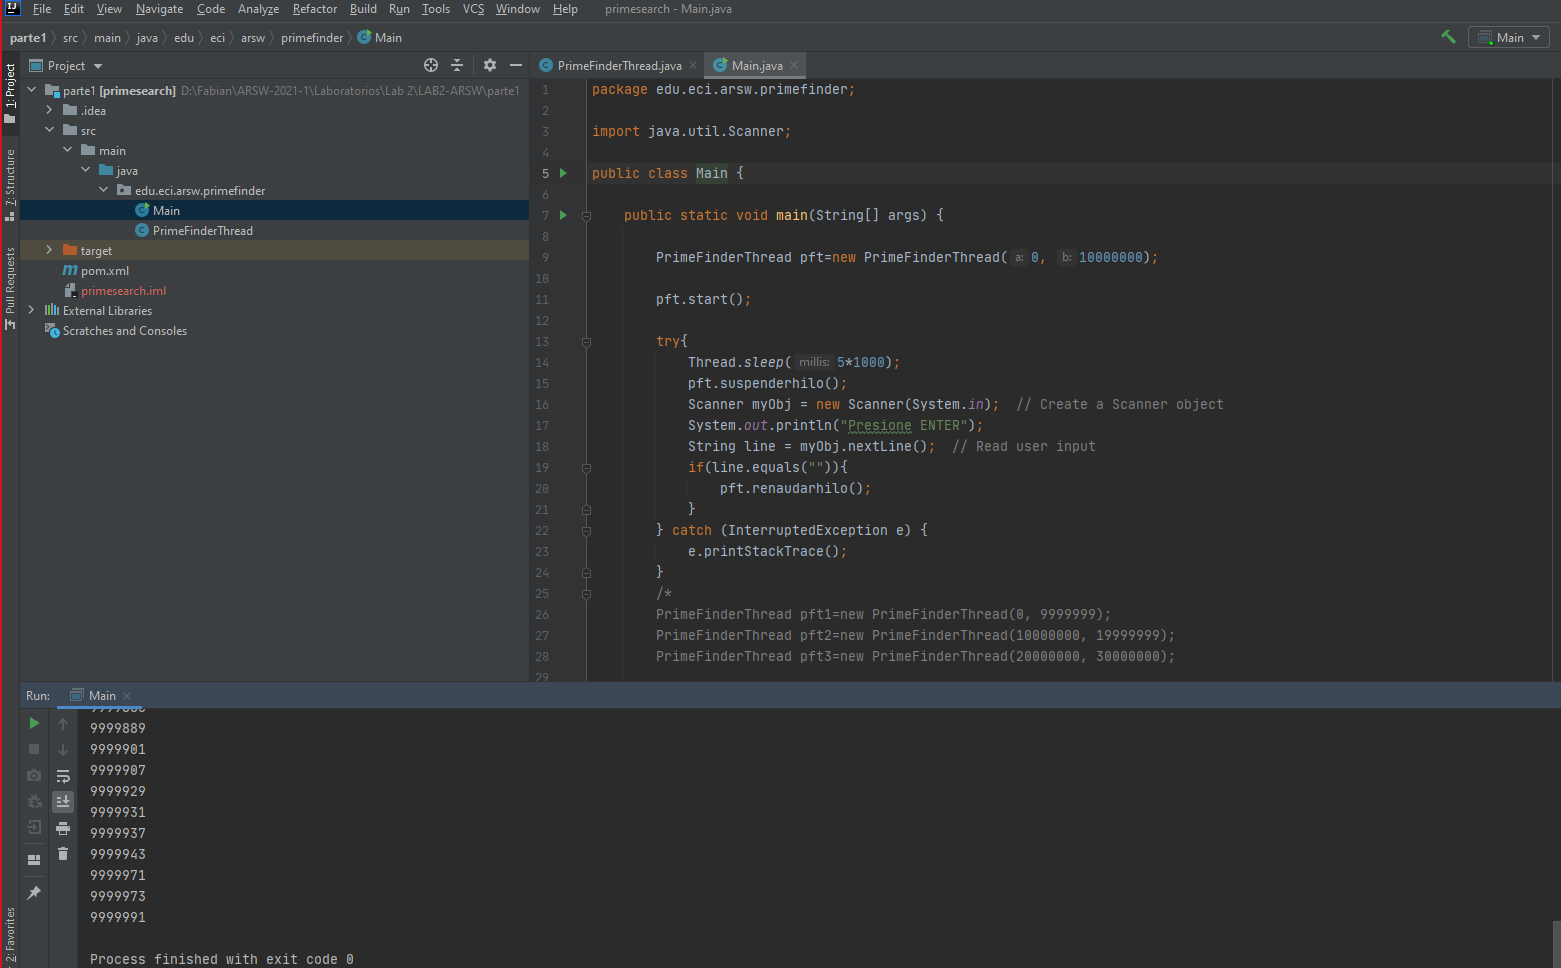 File Edit View Navigate Code Analyze Refactor Build Run Tools VCS Window Help primesearch - Main.java
parte1 src main java edu eci arsw primefinder Main
Main
1: Project
7: Structure
Pull Requests
2: Favorites
Project
parte1 [primesearch] D:\Fabian\ARSW-2021-1\Laboratorios\Lab 2\LAB2-ARSW\parte1
.idea
src
main
java
edu.eci.arsw.primefinder
Main
PrimeFinderThread
target
pom.xml
primesearch.iml
External Libraries
Scratches and Consoles
PrimeFinderThread.java Main.java
1 package edu.eci.arsw.primefinder;
2
3 import java.util.Scanner;
4
5 public class Main {
6
7 public static void main(String[] args) {
8
9 PrimeFinderThread pft=new PrimeFinderThread( a: 0, b: 10000000);
10
11 pft.start();
12
13 try{
14 Thread.sleep( millis: 5*1000);
15 pft.suspenderhilo();
16 Scanner myObj = new Scanner(System.in); // Create a Scanner object
17 System.out.println("Presione ENTER");
18 String line = myObj.nextLine(); // Read user input
19 if(line.equals("")){
20 pft.renaudarhilo();
21 }
22 } catch (InterruptedException e) {
23 e.printStackTrace();
24 }
25 /*
26 PrimeFinderThread pft1=new PrimeFinderThread(0, 9999999);
27 PrimeFinderThread pft2=new PrimeFinderThread(10000000, 19999999);
28 PrimeFinderThread pft3=new PrimeFinderThread(20000000, 30000000);
29
Run: Main
9999889
9999901
9999907
9999929
9999931
9999937
9999943
9999971
9999973
9999991
Process finished with exit code 0